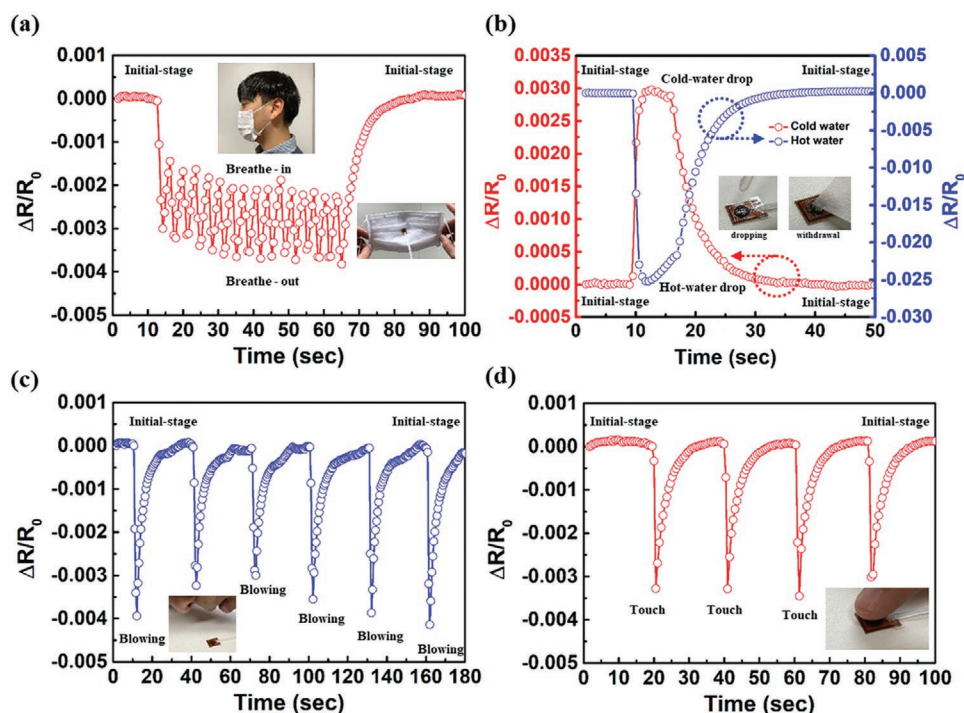 (a)
0.001
0.000
-0.001
-0.002
-0.003
-0.004
-0.005
ΔR/R0
Initial-stage
Initial-stage
Breathe - in
Breathe - out
0 10 20 30 40 50 60 70 80 90 100
Time (sec)
(b)
0.0035
0.0030
0.0025
0.0020
0.0015
0.0010
0.0005
0.0000
-0.0005
ΔR/R0
Initial-stage
Initial-stage
Cold-water drop
Cold water
Hot water
dropping
withdrawal
Hot-water drop
Initial-stage
Initial-stage
0.005
0.000
-0.005
-0.010
-0.015
-0.020
-0.025
-0.030
ΔR/R0
0 10 20 30 40 50
Time (sec)
(c)
0.001
0.000
-0.001
-0.002
-0.003
-0.004
-0.005
ΔR/R0
Initial-stage
Initial-stage
Blowing
Blowing
Blowing
Blowing
Blowing
Blowing
0 20 40 60 80 100 120 140 160 180
Time (sec)
(d)
0.001
0.000
-0.001
-0.002
-0.003
-0.004
-0.005
ΔR/R0
Initial-stage
Initial-stage
Touch
Touch
Touch
0 10 20 30 40 50 60 70 80 90 100
Time (sec)